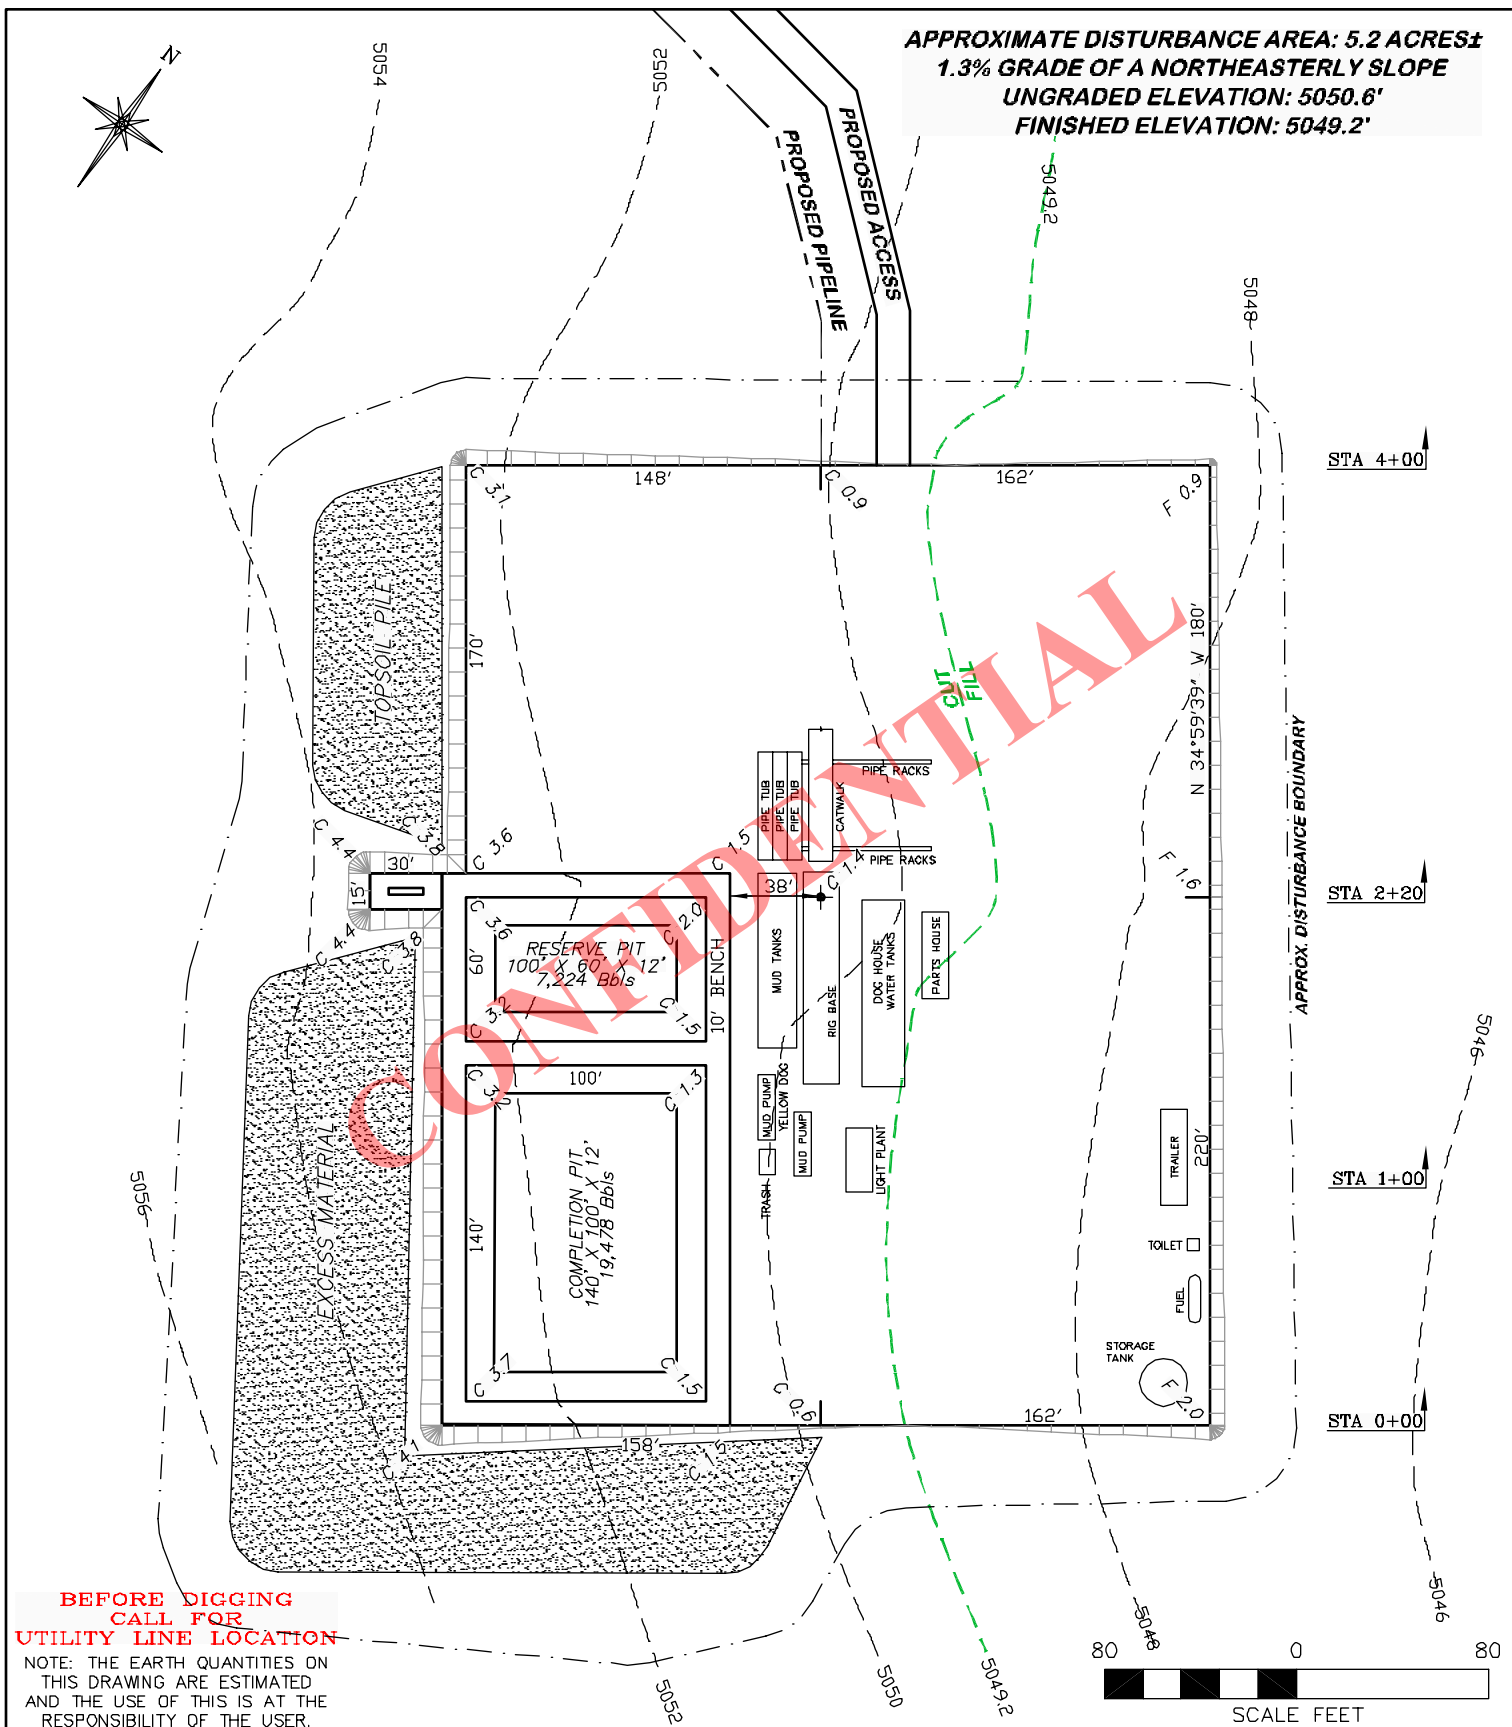 APPROXIMATE DISTURBANCE AREA: 5.2 ACRES±
1.3% GRADE OF A NORTHEASTERLY SLOPE
UNGRADED ELEVATION: 5050.6'
FINISHED ELEVATION: 5049.2'
N
5054
5052
PROPOSED PIPELINE
PROPOSED ACCESS
5049.2
5048
STA 4+00
148'
162'
C 3.1
C 0.9
F 0.9
TOPSOIL PILE
170'
CUT
FILL
N 34°59'39" W 180'
APPROX. DISTURBANCE BOUNDARY
PIPE TUB
PIPE TUB
PIPE TUB
CATWALK
PIPE RACKS
PIPE RACKS
C 4.4
C 3.8
C 3.6
C 1.5
C 1.4
F 1.6
30'
15'
38'
STA 2+20
C 3.6
C 2.0
RESERVE PIT
100' X 60' X 12'
7,224 Bbls
60'
C 3.2
C 1.5
10' BENCH
MUD TANKS
RIG BASE
DOG HOUSE
WATER TANKS
PARTS HOUSE
C 4.4
C 3.8
100'
C 3.2
C 1.3
MUD PUMP
YELLOW DOG
MUD PUMP
LIGHT PLANT
TRASH
TRAILER
220'
STA 1+00
5046
5056
EXCESS MATERIAL
140'
COMPLETION PIT
140' X 100' X 12'
19,478 Bbls
TOILET
FUEL
STORAGE
TANK
C 3.7
C 1.5
C 0.6
F 2.0
162'
STA 0+00
C 4.1
158'
C 1.5
CONFIDENTIAL
BEFORE DIGGING
CALL FOR
UTILITY LINE LOCATION
NOTE: THE EARTH QUANTITIES ON
THIS DRAWING ARE ESTIMATED
AND THE USE OF THIS IS AT THE
RESPONSIBILITY OF THE USER.
5052
5050
5049.2
5048
5046
80 0 80
SCALE FEET